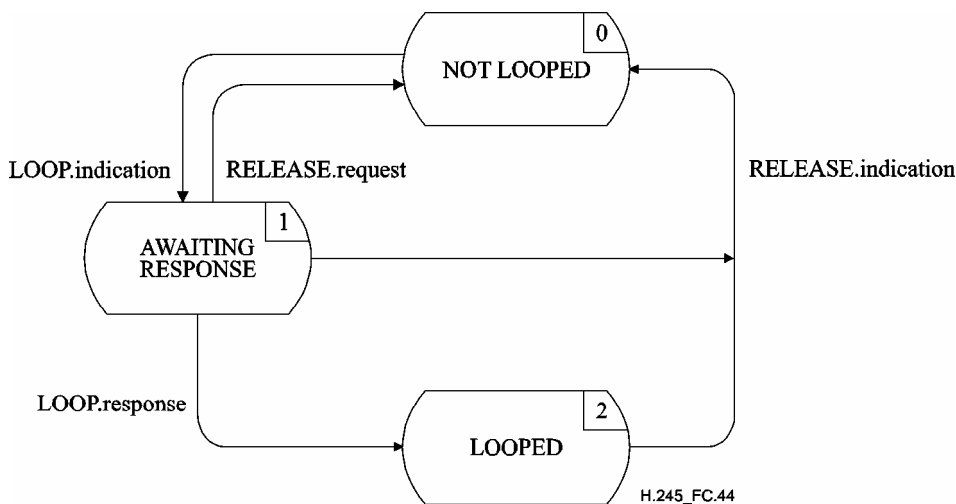 0
NOT LOOPED
LOOP.indication
RELEASE.request
RELEASE.indication
1
AWAITING
RESPONSE
LOOP.response
2
LOOPED
H.245_FC.44